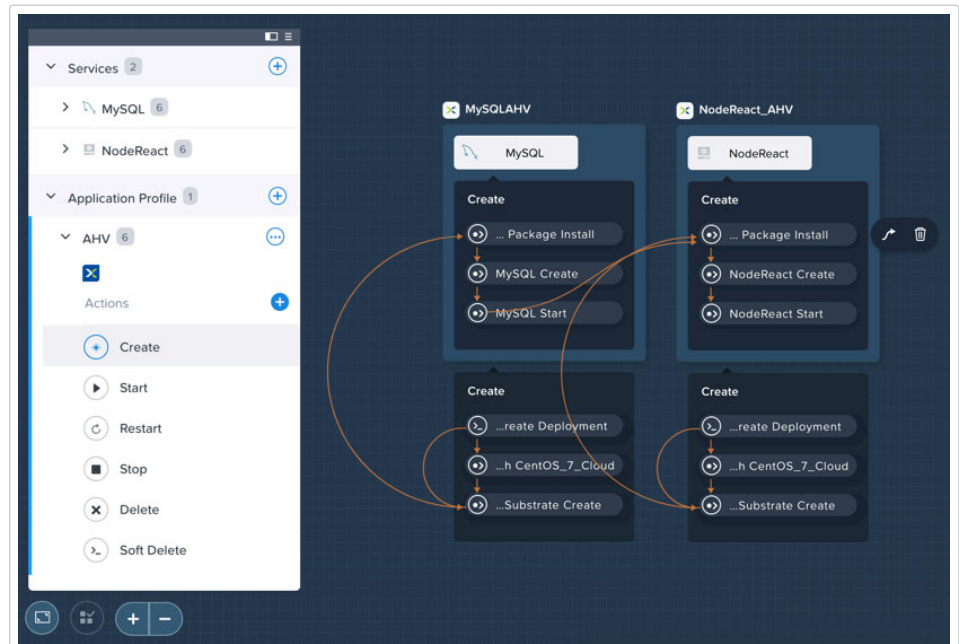 Services 2
MySQL 6
NodeReact 6
Application Profile 1
AHV 6
Actions
Create
Start
Restart
Stop
Delete
Soft Delete
MySQLAHV
MySQL
Create
... Package Install
MySQL Create
MySQL Start
Create
...reate Deployment
...h CentOS_7_Cloud
...Substrate Create
NodeReact_AHV
NodeReact
Create
... Package Install
NodeReact Create
NodeReact Start
Create
...reate Deployment
...h CentOS_7_Cloud
...Substrate Create